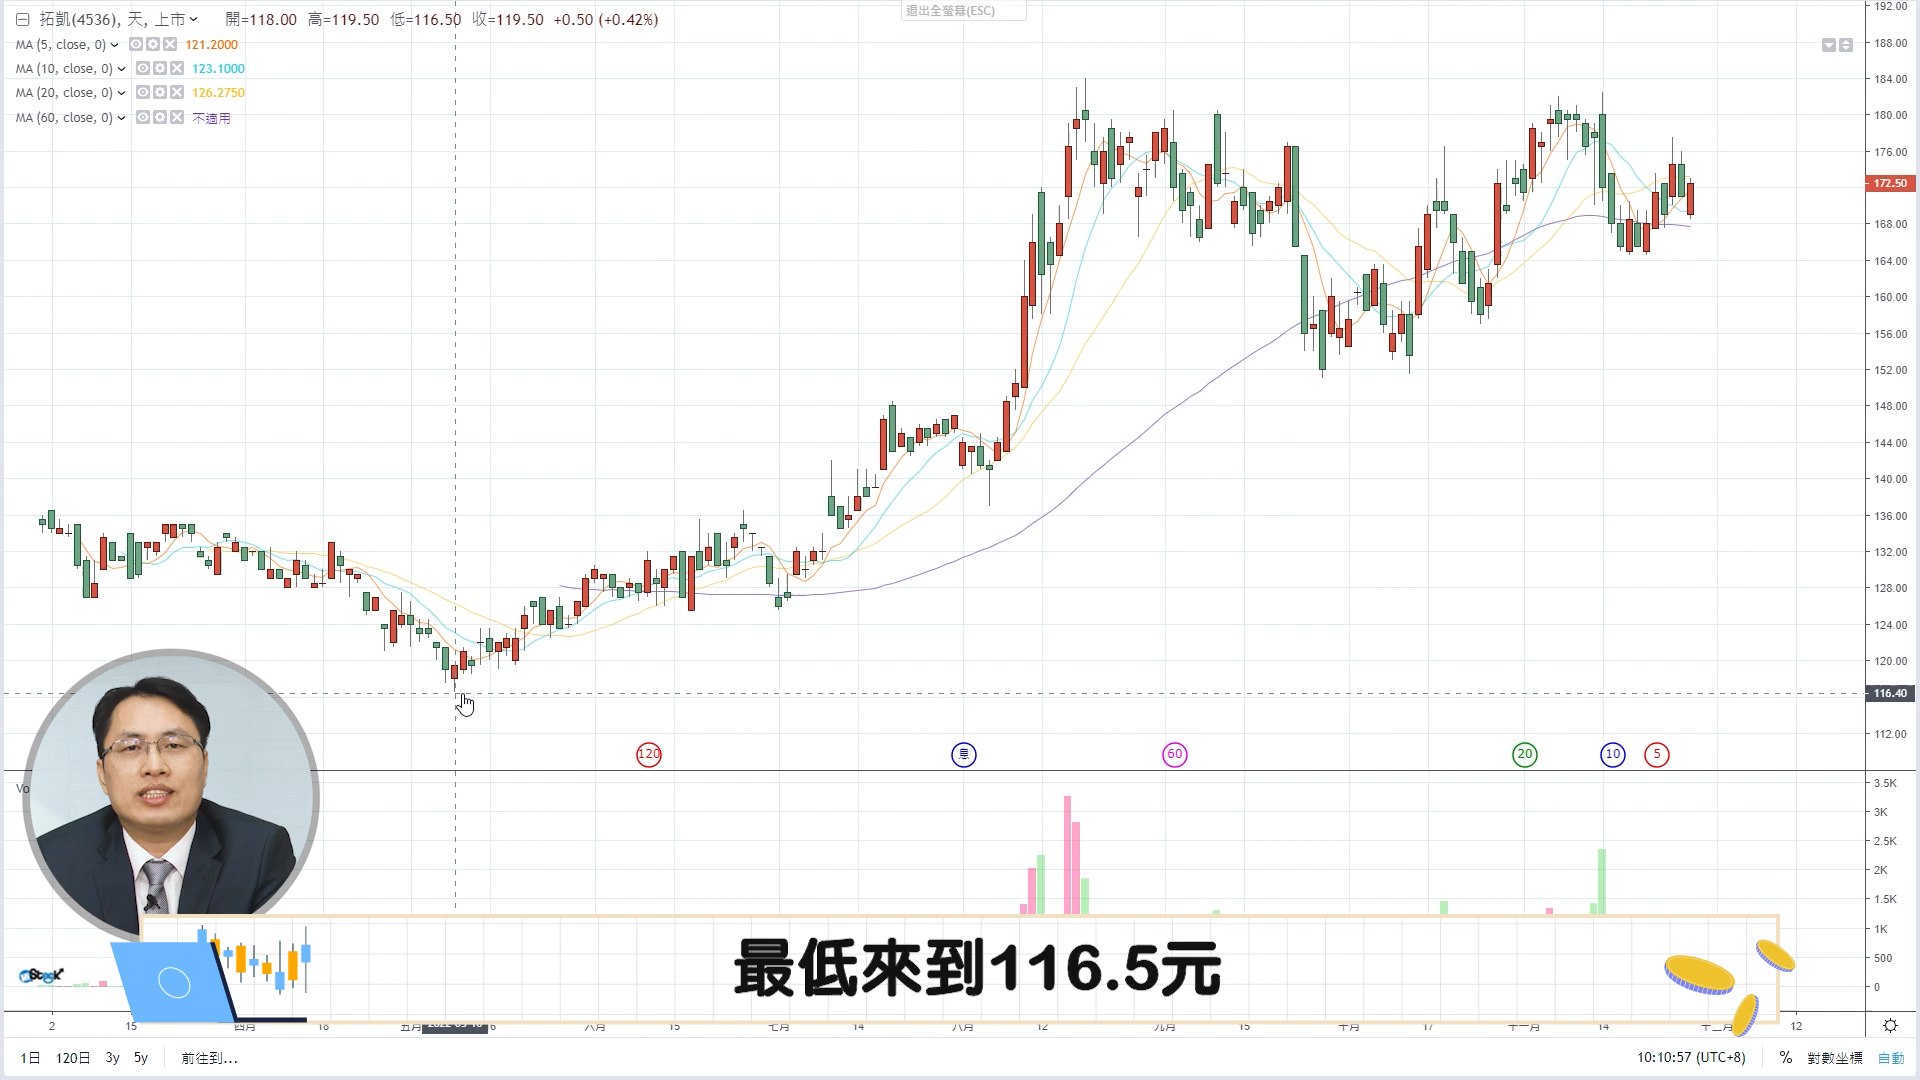 拓凱(4536), 天, 上市 開=118.00 高=119.50 低=116.50 收=119.50 +0.50 (+0.42%)
退出全螢幕(ESC)
MA (5, close, 0) 121.2000
MA (10, close, 0) 123.1000
MA (20, close, 0) 126.2750
MA (60, close, 0) 不適用
192.00
188.00
184.00
180.00
176.00
172.50
168.00
164.00
160.00
156.00
152.00
148.00
144.00
140.00
136.00
132.00
128.00
124.00
120.00
116.40
112.00
120 息 60 20 10 5
Vo
3.5K
3K
2.5K
2K
1.5K
1K
500
0
最低來到116.5元
Stock
2 15 四月 18 五月 6 六月 15 七月 14 八月 12 九月 15 十月 17 十一月 14 十二月 12
1日 120日 3y 5y 前往到...
10:10:57 (UTC+8) % 對數坐標 自動